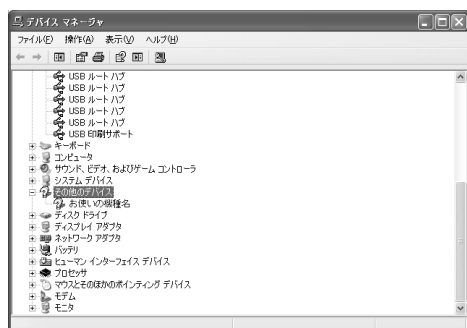 デバイス マネージャ
ファイル(F) 操作(A) 表示(V) ヘルプ(H)
USB ルート ハブ
USB ルート ハブ
USB ルート ハブ
USB ルート ハブ
USB 印刷サポート
キーボード
コンピュータ
サウンド、ビデオ、およびゲーム コントローラ
システム デバイス
その他のデバイス
お使いの機種名
ディスク ドライブ
ディスプレイ アダプタ
ネットワーク アダプタ
バッテリ
ヒューマン インターフェイス デバイス
プロセッサ
マウスとそのほかのポインティング デバイス
モデム
モニタ